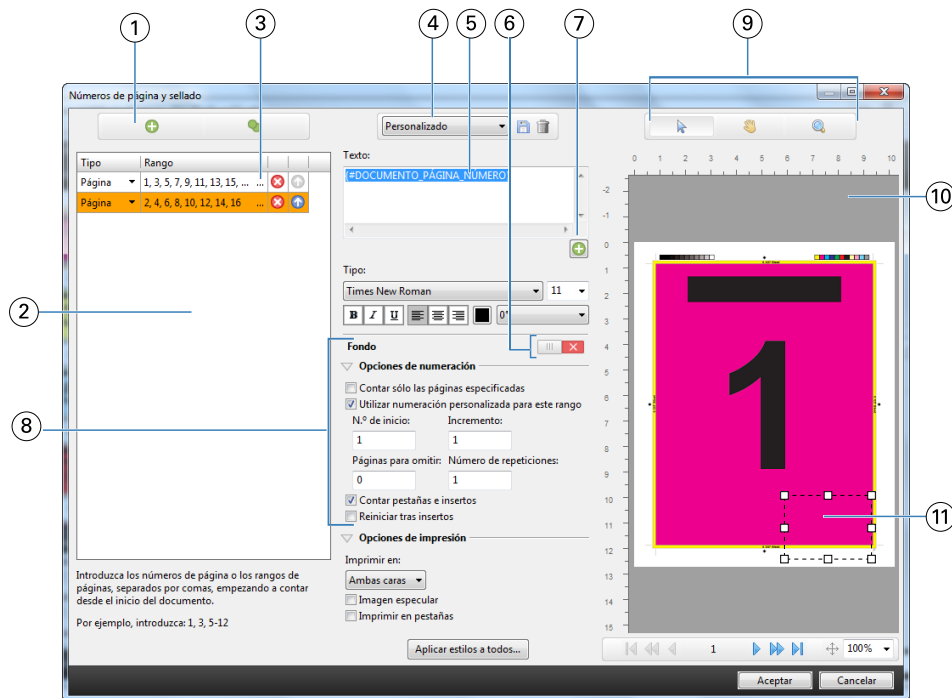 1
3
4
5
6
7
9
Números de página y sellado
Personalizado
Tipo Rango
Página 1, 3, 5, 7, 9, 11, 13, 15, ... ...
Página 2, 4, 6, 8, 10, 12, 14, 16 ...
2
Introduzca los números de página o los rangos de
páginas, separados por comas, empezando a contar
desde el inicio del documento.
Por ejemplo, introduzca: 1, 3, 5-12
Texto:
{#DOCUMENTO_PÁGINA_NÚMERO}
Tipo:
Times New Roman 11
B I U 0°
Fondo
8
Opciones de numeración
Contar sólo las páginas especificadas
Utilizar numeración personalizada para este rango
N.º de inicio: Incremento:
1 1
Páginas para omitir: Número de repeticiones:
0 1
Contar pestañas e insertos
Reiniciar tras insertos
Opciones de impresión
Imprimir en:
Ambas caras
Imagen especular
Imprimir en pestañas
Aplicar estilos a todos...
0 1 2 3 4 5 6 7 8 9 10
-2
-1
0
1
2
3
4
5
6
7
8
9
10
11
12
13
14
15
10
1
11
1 100%
Aceptar Cancelar